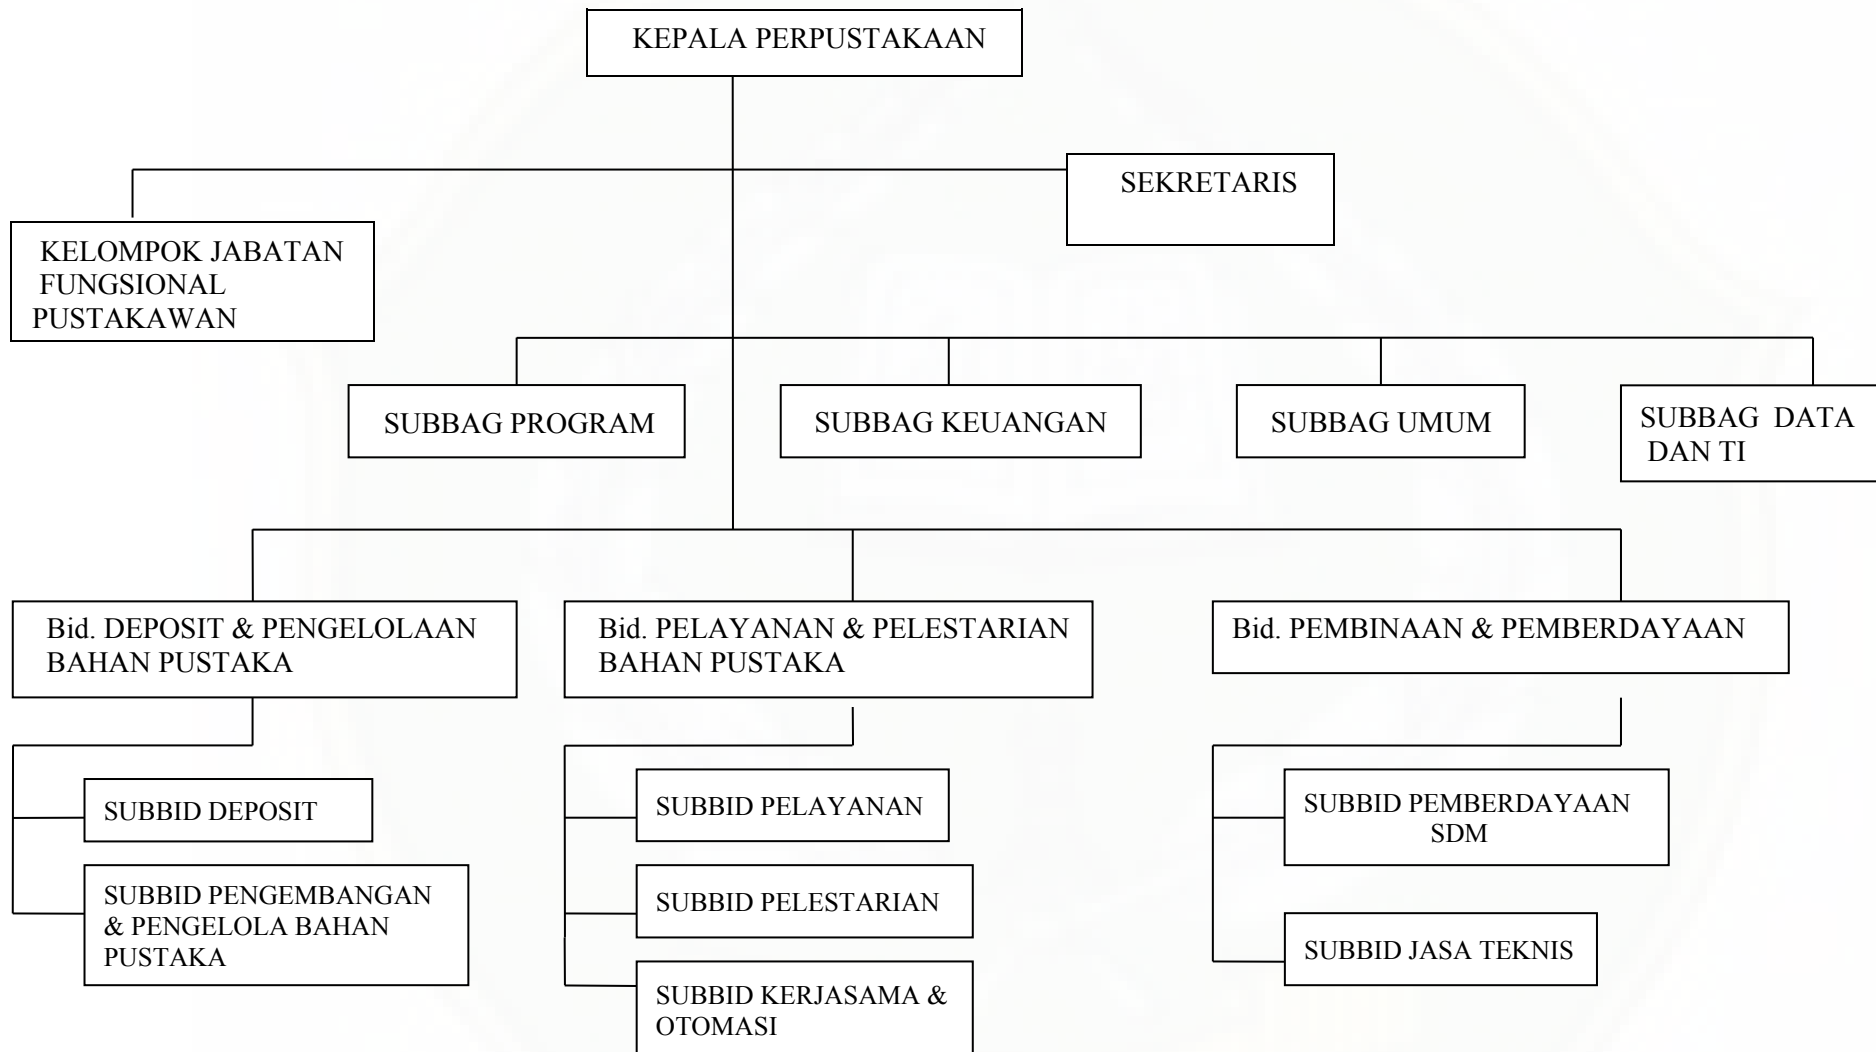 KEPALA PERPUSTAKAAN
SEKRETARIS
KELOMPOK JABATAN
FUNGSIONAL
PUSTAKAWAN
SUBBAG PROGRAM
SUBBAG KEUANGAN
SUBBAG UMUM
SUBBAG DATA
DAN TI
Bid. DEPOSIT & PENGELOLAAN
BAHAN PUSTAKA
Bid. PELAYANAN & PELESTARIAN
BAHAN PUSTAKA
Bid. PEMBINAAN & PEMBERDAYAAN
SUBBID DEPOSIT
SUBBID PENGEMBANGAN
& PENGELOLA BAHAN
PUSTAKA
SUBBID PELAYANAN
SUBBID PELESTARIAN
SUBBID KERJASAMA &
OTOMASI
SUBBID PEMBERDAYAAN
SDM
SUBBID JASA TEKNIS